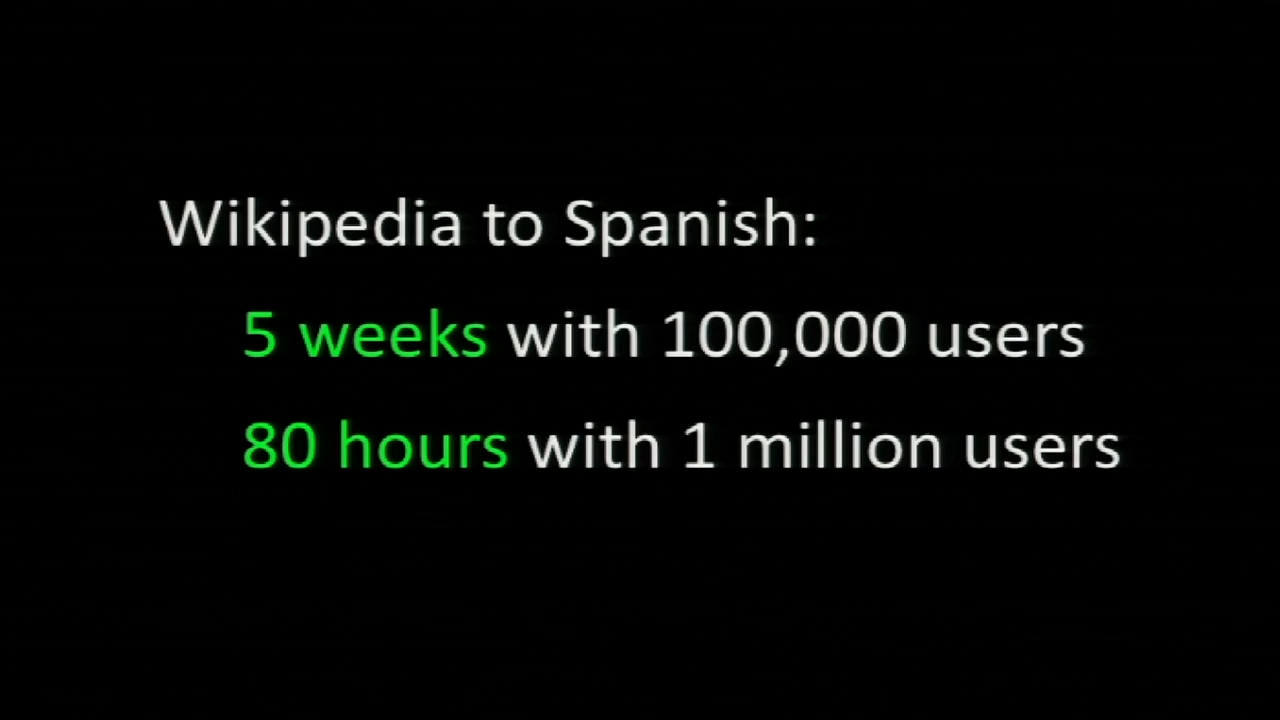 Wikipedia to Spanish:
5 weeks with 100,000 users
80 hours with 1 million users